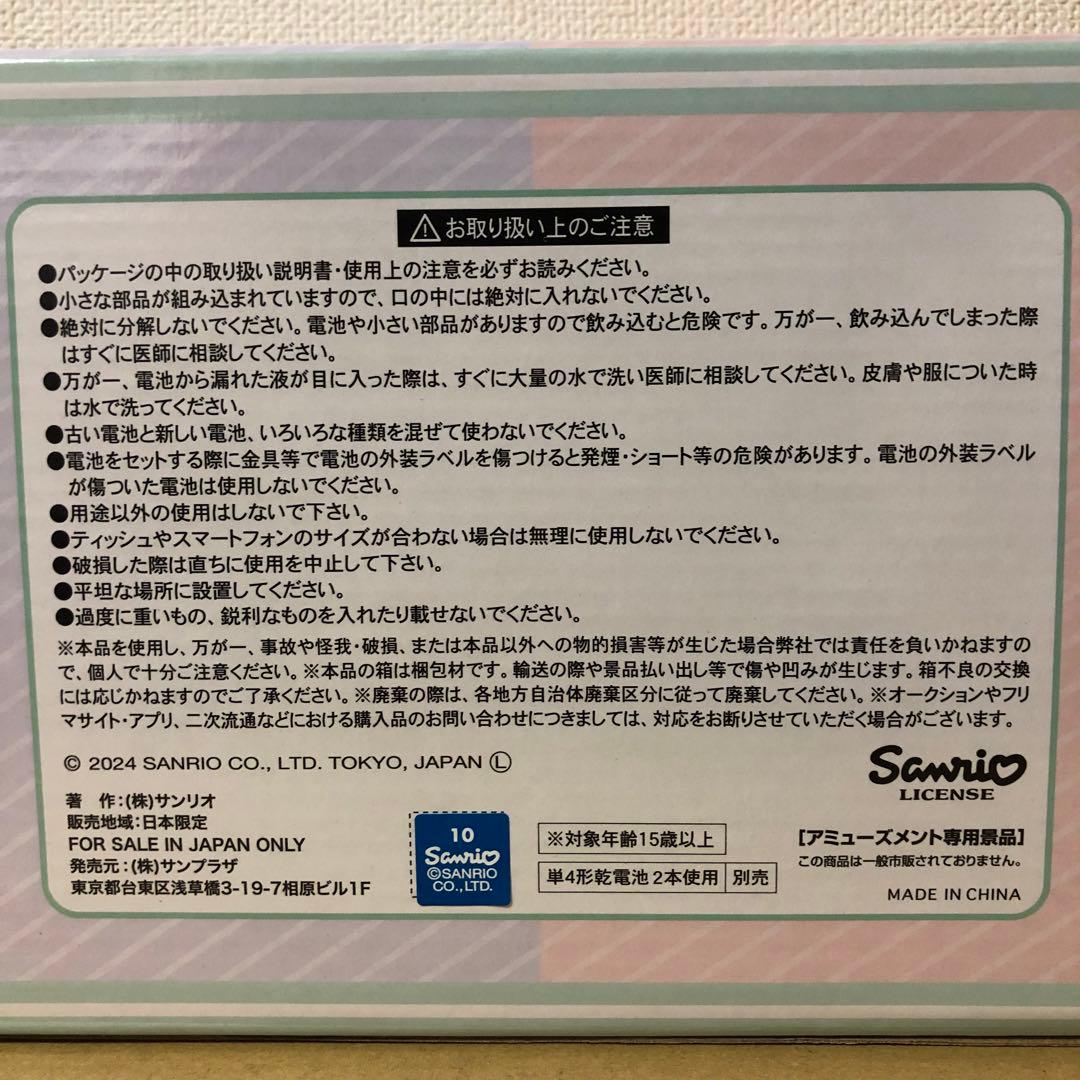 ⚠お取り扱い上のご注意
●パッケージの中の取り扱い説明書・使用上の注意を必ずお読みください。
●小さな部品が組み込まれていますので、口の中には絶対に入れないでください。
●絶対に分解しないでください。電池や小さい部品がありますので飲み込むと危険です。万が一、飲み込んでしまった際
はすぐに医師に相談してください。
●万が一、電池から漏れた液が目に入った際は、すぐに大量の水で洗い医師に相談してください。皮膚や服についた時
は水で洗ってください。
●古い電池と新しい電池、いろいろな種類を混ぜて使わないでください。
●電池をセットする際に金具等で電池の外装ラベルを傷つけると発煙・ショート等の危険があります。電池の外装ラベル
が傷ついた電池は使用しないでください。
●用途以外の使用はしないで下さい。
●ティッシュやスマートフォンのサイズが合わない場合は無理に使用しないでください。
●破損した際は直ちに使用を中止して下さい。
●平坦な場所に設置してください。
●過度に重いもの、鋭利なものを入れたり載せないでください。
※本品を使用し、万が一、事故や怪我・破損、または本品以外への物的損害等が生じた場合弊社では責任を負いかねますの
で、個人で十分ご注意ください。※本品の箱は梱包材です。輸送の際や景品払い出し等で傷や凹みが生じます。箱不良の交換
には応じかねますのでご了承ください。※廃棄の際は、各地方自治体廃棄区分に従って廃棄してください。※オークションやフリ
マサイト・アプリ、二次流通などにおける購入品のお問い合わせにつきましては、対応をお断りさせていただく場合がございます。
© 2024 SANRIO CO., LTD. TOKYO, JAPAN Ⓛ
Sanrio
LICENSE
著　作：(株)サンリオ
販売地域：日本限定
FOR SALE IN JAPAN ONLY
発売元：(株)サンプラザ
東京都台東区浅草橋3-19-7相原ビル1F
10
Sanrio
©SANRIO
CO.,LTD.
※対象年齢15歳以上
単4形乾電池2本使用 別売
【アミューズメント専用景品】
この商品は一般市販されておりません。
MADE IN CHINA